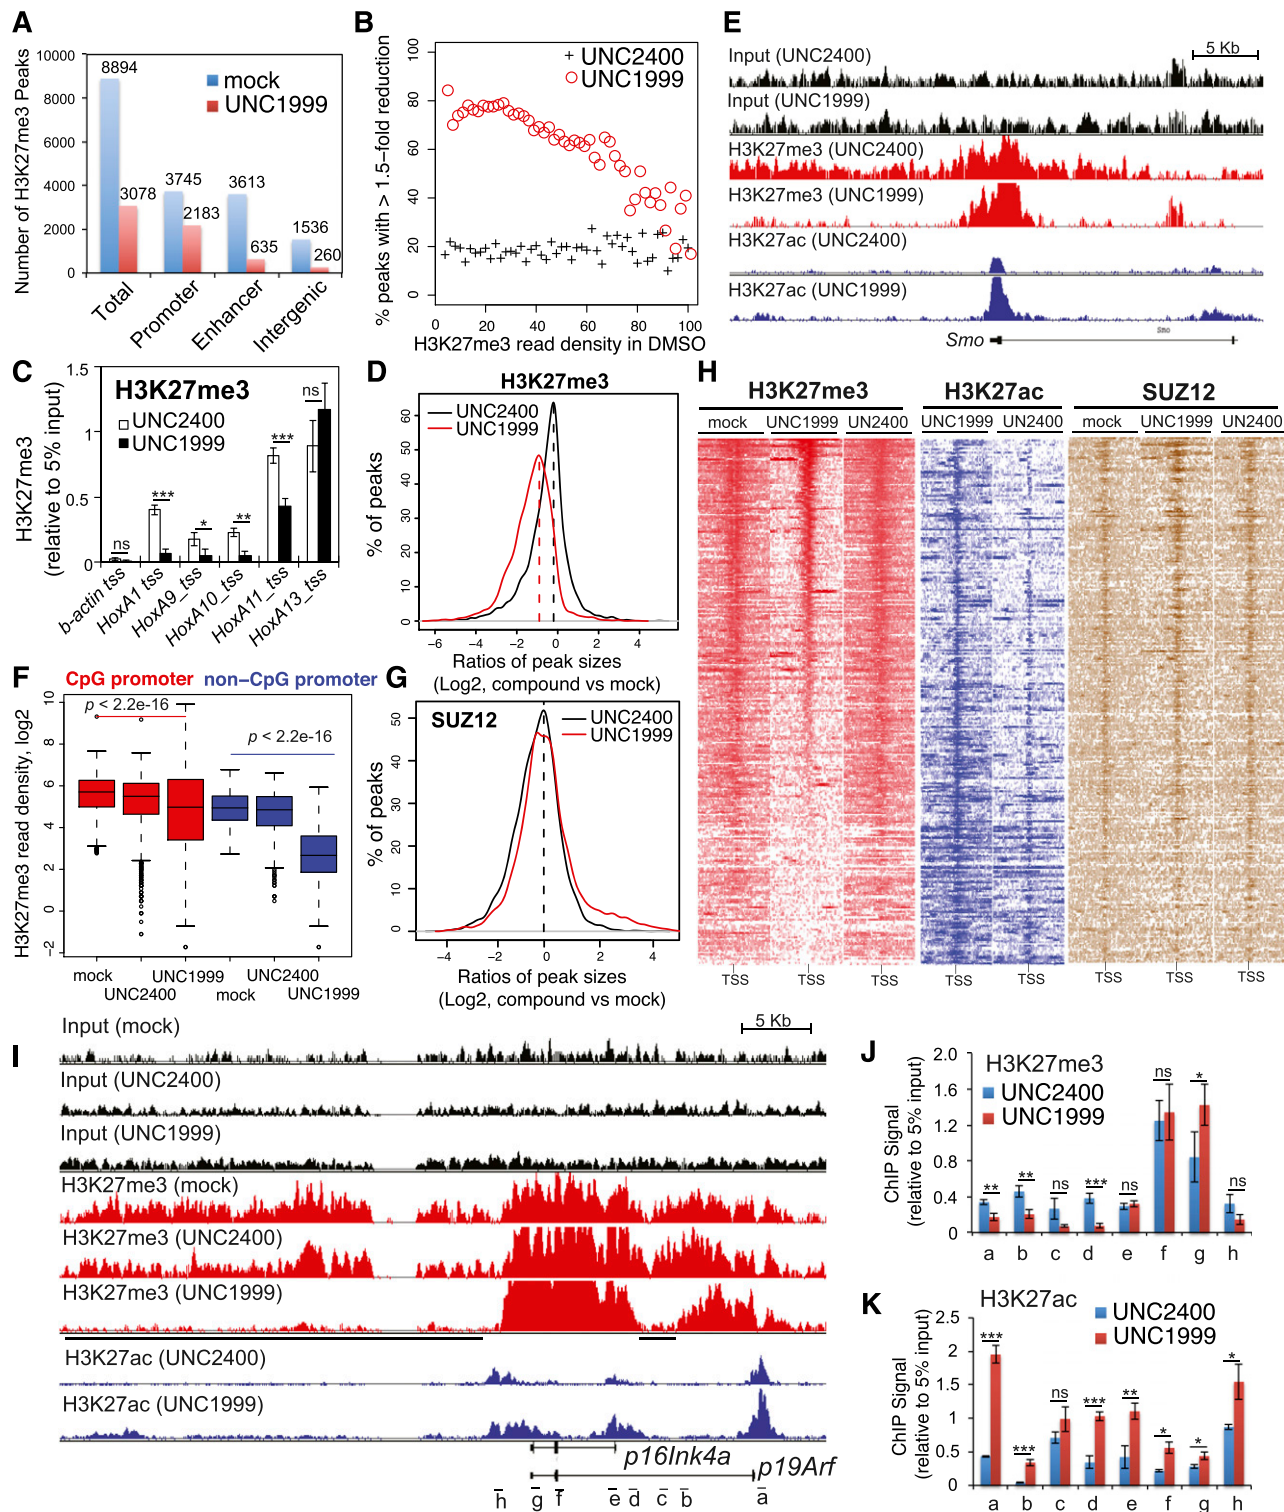 A
Number of H3K27me3 Peaks
10000
8000
6000
4000
2000
0
8894
3078
3745
2183
3613
635
1536
260
mock
UNC1999
Total
Promoter
Enhancer
Intergenic
B
% peaks with > 1.5-fold reduction
100
80
60
40
20
0
UNC2400
UNC1999
0 20 40 60 80 100
H3K27me3 read density in DMSO
E
5 Kb
Input (UNC2400)
Input (UNC1999)
H3K27me3 (UNC2400)
H3K27me3 (UNC1999)
H3K27ac (UNC2400)
H3K27ac (UNC1999)
Smo
Smo
C
H3K27me3
(relative to 5% input)
1.5
1
0.5
0
H3K27me3
UNC2400
UNC1999
ns
***
*
**
***
ns
b-actin tss
HoxA1 tss
HoxA9_tss
HoxA10_tss
HoxA11_tss
HoxA13_tss
D
H3K27me3
UNC2400
UNC1999
% of peaks
60
50
40
30
20
10
0
−6 −4 −2 0 2 4
Ratios of peak sizes
(Log2, compound vs mock)
H
H3K27me3
H3K27ac
SUZ12
mock UNC1999 UN2400
UNC1999 UN2400
mock UNC1999 UN2400
TSS TSS TSS TSS TSS TSS TSS TSS
F
CpG promoter
non−CpG promoter
p < 2.2e-16
p < 2.2e-16
H3K27me3 read density, log2
10
8
6
4
2
0
−2
mock
UNC2400
UNC1999
mock
UNC2400
UNC1999
G
SUZ12
UNC2400
UNC1999
% of peaks
50
40
30
20
10
0
−4 −2 0 2 4
Ratios of peak sizes
(Log2, compound vs mock)
I
5 Kb
Input (mock)
Input (UNC2400)
Input (UNC1999)
H3K27me3 (mock)
H3K27me3 (UNC2400)
H3K27me3 (UNC1999)
H3K27ac (UNC2400)
H3K27ac (UNC1999)
p16Ink4a
p19Arf
h g f e d c b a
J
H3K27me3
UNC2400
UNC1999
ChIP Signal
(relative to 5% input)
2.0
1.6
1.2
0.8
0.4
0
**
**
ns
***
ns
ns
*
ns
a b c d e f g h
K
H3K27ac
UNC2400
UNC1999
ChIP Signal
(relative to 5% input)
2.5
2
1.5
1
0.5
0
***
***
ns
***
**
*
*
*
a b c d e f g h